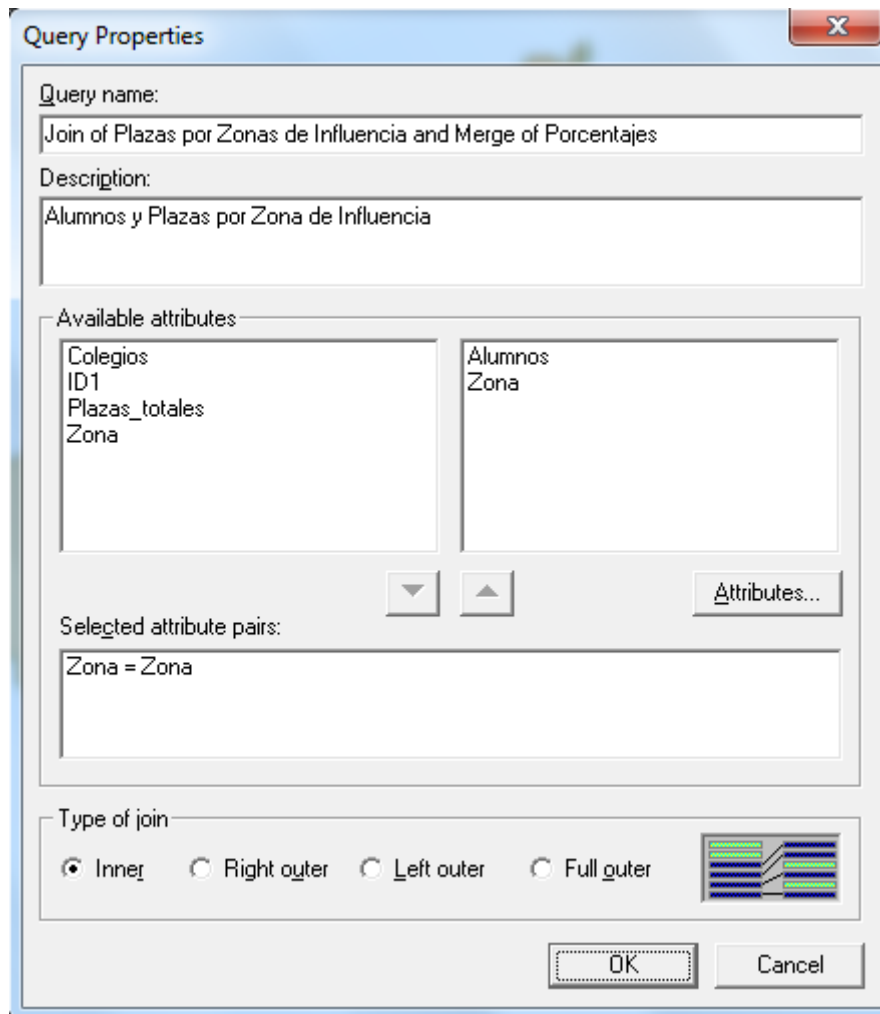 Query Properties
Query name:
Join of Plazas por Zonas de Influencia and Merge of Porcentajes
Description:
Alumnos y Plazas por Zona de Influencia
Available attributes
Colegios
ID1
Plazas_totales
Zona
Alumnos
Zona
Attributes...
Selected attribute pairs:
Zona = Zona
Type of join
Inner Right outer Left outer Full outer
OK Cancel